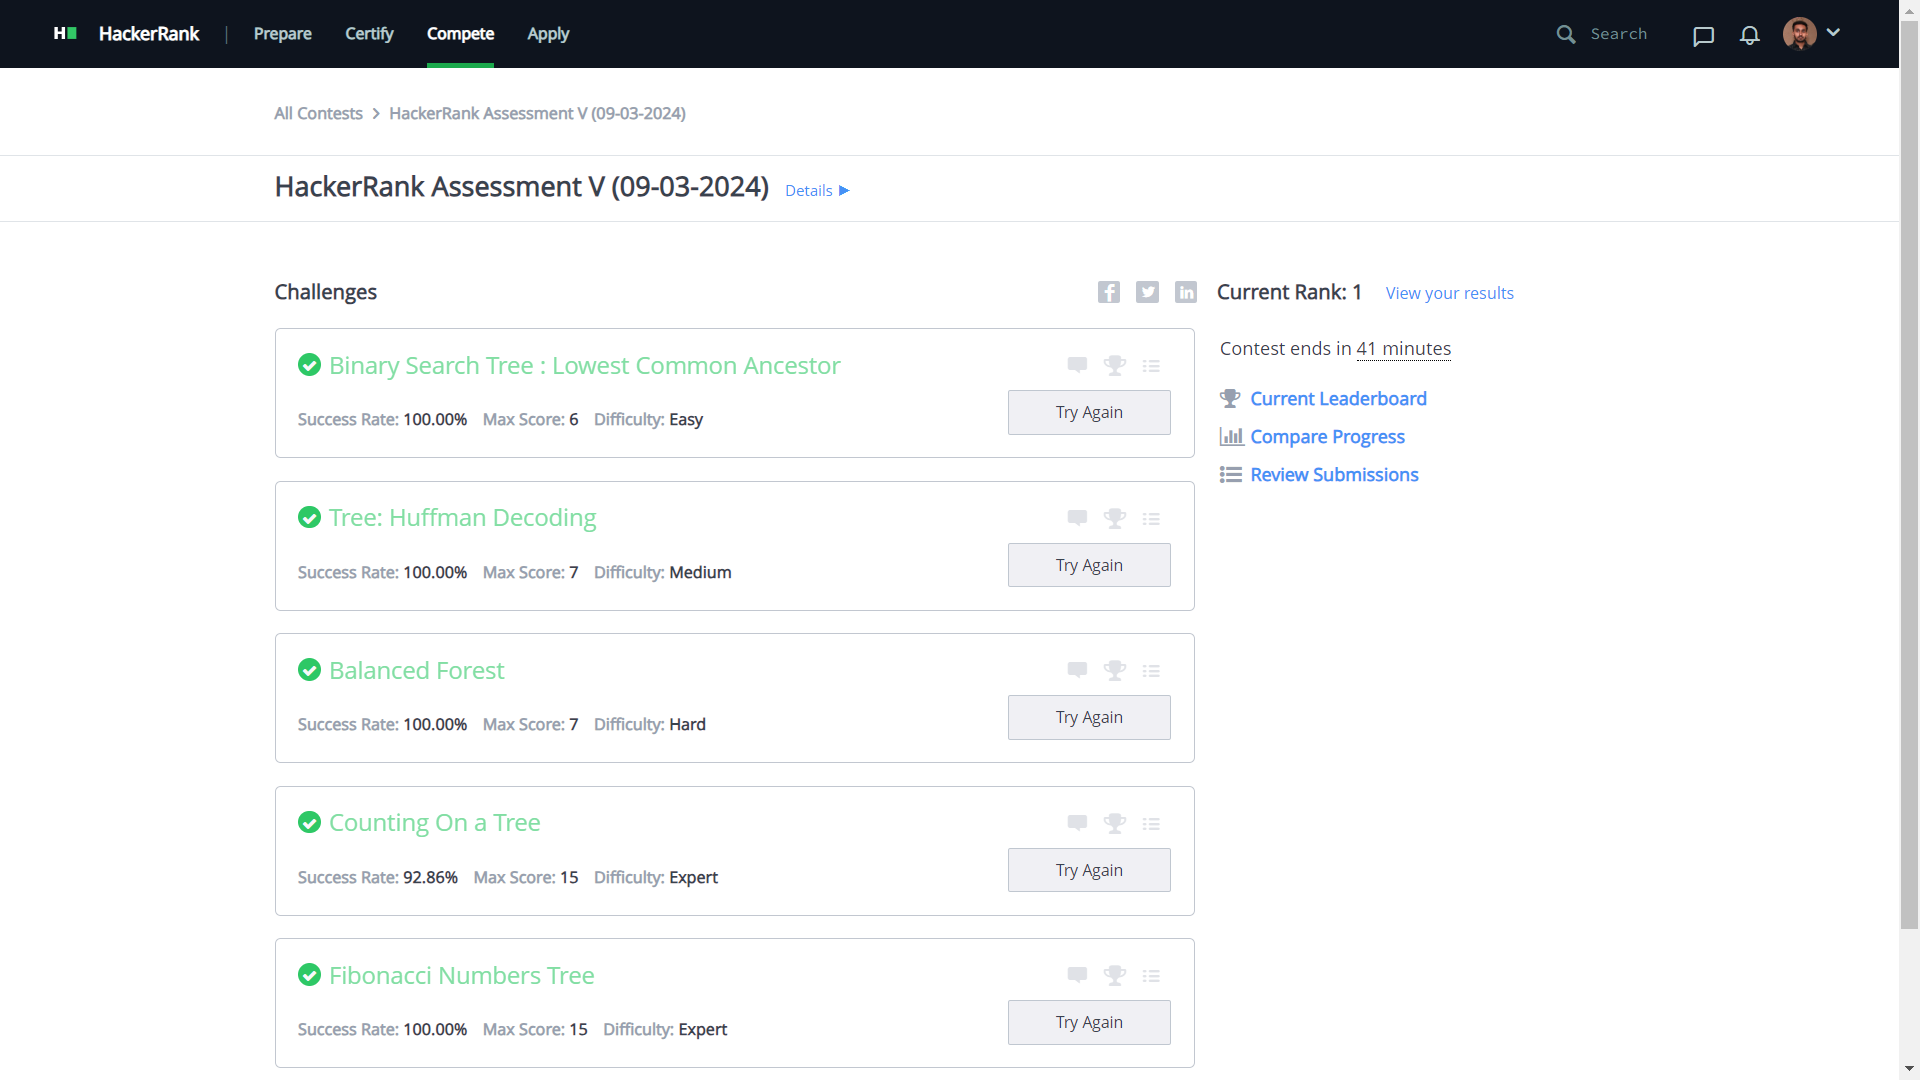 H HackerRank | Prepare Certify Compete Apply Search
All Contests > HackerRank Assessment V (09-03-2024)
HackerRank Assessment V (09-03-2024) Details ▶
Challenges
Current Rank: 1 View your results
Contest ends in 41 minutes
Current Leaderboard
Compare Progress
Review Submissions
Binary Search Tree : Lowest Common Ancestor
Success Rate: 100.00% Max Score: 6 Difficulty: Easy
Try Again
Tree: Huffman Decoding
Success Rate: 100.00% Max Score: 7 Difficulty: Medium
Try Again
Balanced Forest
Success Rate: 100.00% Max Score: 7 Difficulty: Hard
Try Again
Counting On a Tree
Success Rate: 92.86% Max Score: 15 Difficulty: Expert
Try Again
Fibonacci Numbers Tree
Success Rate: 100.00% Max Score: 15 Difficulty: Expert
Try Again